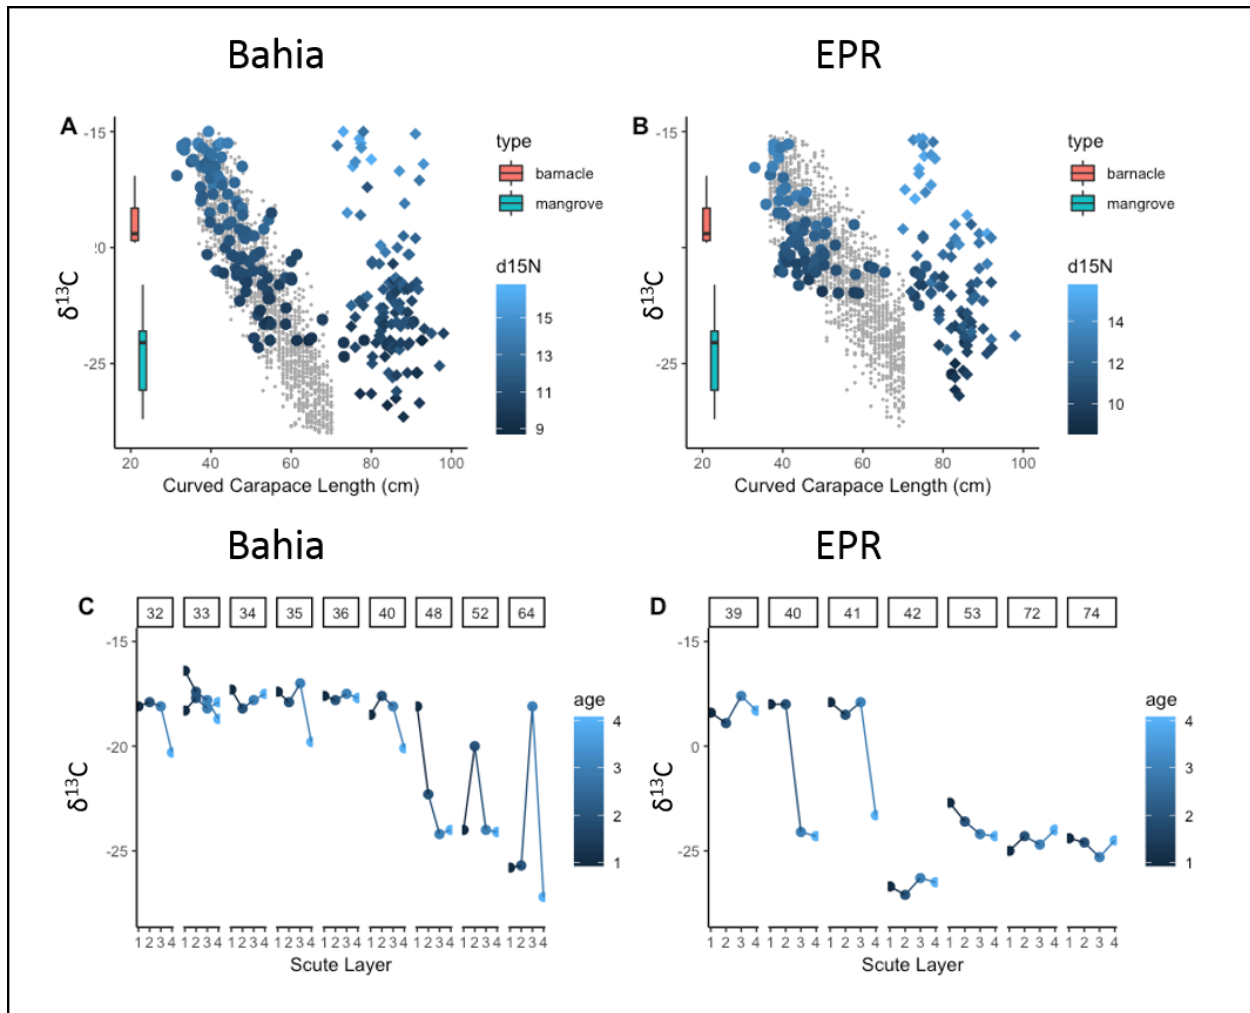 Bahia EPR
A B
-15 -15
type type
barnacle barnacle
mangrove mangrove
:20
d15N d15N
δ13C δ13C
15 14
13 12
-25 -25
11 10
9
20 40 60 80 100 20 40 60 80 100
Curved Carapace Length (cm) Curved Carapace Length (cm)
Bahia EPR
C D
32 33 34 35 36 40 48 52 64 39 40 41 42 53 72 74
-15 -15
age age
4 4
-20 0
3 3
δ13C δ13C
2 2
-25 -25
1 1
1 2 3 4 1 2 3 4 1 2 3 4 1 2 3 4 1 2 3 4 1 2 3 4 1 2 3 4 1 2 3 4 1 2 3 4 1 2 3 4 1 2 3 4 1 2 3 4 1 2 3 4 1 2 3 4 1 2 3 4 1 2 3 4
Scute Layer Scute Layer